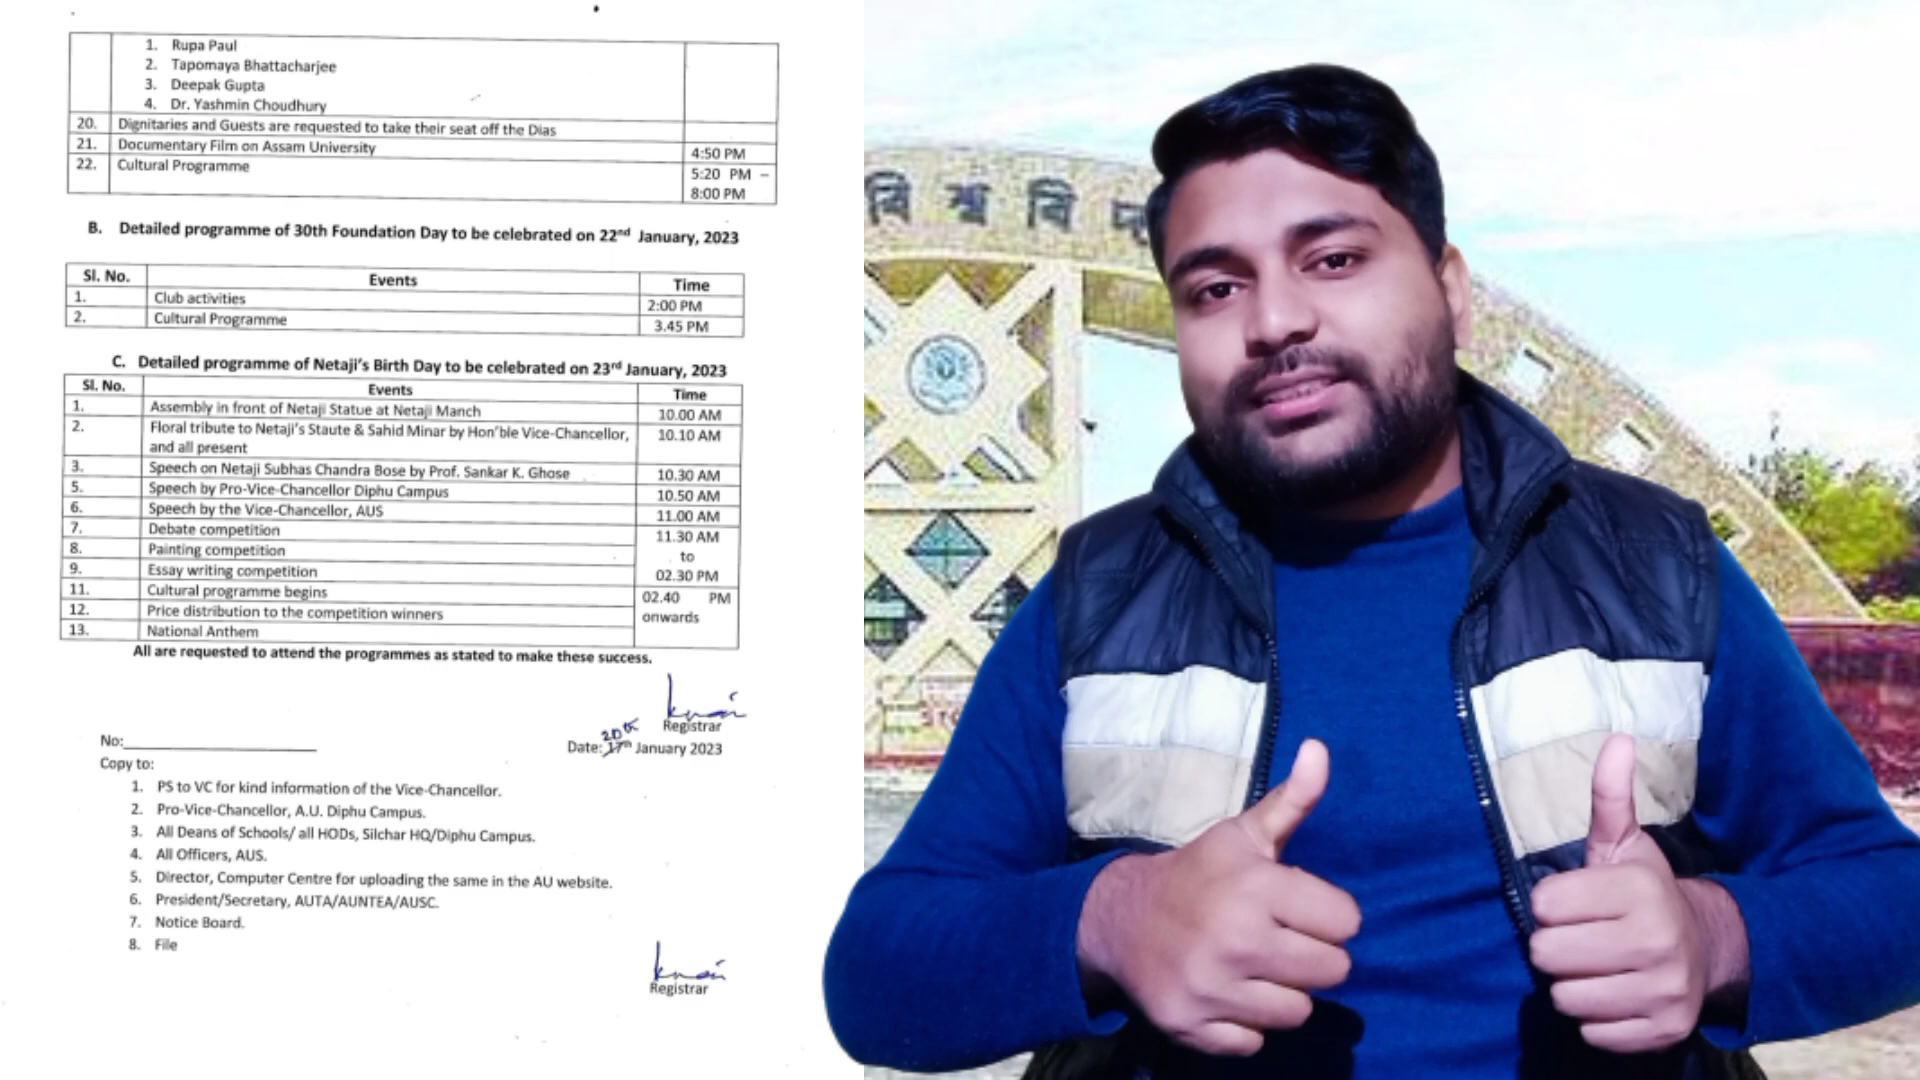 1. Rupa Paul
2. Tapomaya Bhattacharjee
3. Deepak Gupta
4. Dr. Yashmin Choudhury
20. Dignitaries and Guests are requested to take their seat off the Dias
21. Documentary Film on Assam University 4:50 PM
22. Cultural Programme 5:20 PM –
8:00 PM
B. Detailed programme of 30th Foundation Day to be celebrated on 22nd January, 2023
Sl. No. Events Time
1. Club activities 2:00 PM
2. Cultural Programme 3.45 PM
C. Detailed programme of Netaji's Birth Day to be celebrated on 23rd January, 2023
Sl. No. Events Time
1. Assembly in front of Netaji Statue at Netaji Manch 10.00 AM
2. Floral tribute to Netaji's Staute & Sahid Minar by Hon'ble Vice-Chancellor, 10.10 AM
and all present
3. Speech on Netaji Subhas Chandra Bose by Prof. Sankar K. Ghose 10.30 AM
5. Speech by Pro-Vice-Chancellor Diphu Campus 10.50 AM
6. Speech by the Vice-Chancellor, AUS 11.00 AM
7. Debate competition 11.30 AM
8. Painting competition to
9. Essay writing competition 02.30 PM
11. Cultural programme begins 02.40 PM
12. Price distribution to the competition winners onwards
13. National Anthem
All are requested to attend the programmes as stated to make these success.
Registrar
20th
No: Date: 17th January 2023
Copy to:
1. PS to VC for kind information of the Vice-Chancellor.
2. Pro-Vice-Chancellor, A.U. Diphu Campus.
3. All Deans of Schools/ all HODs, Silchar HQ/Diphu Campus.
4. All Officers, AUS.
5. Director, Computer Centre for uploading the same in the AU website.
6. President/Secretary, AUTA/AUNTEA/AUSC.
7. Notice Board.
8. File
Registrar